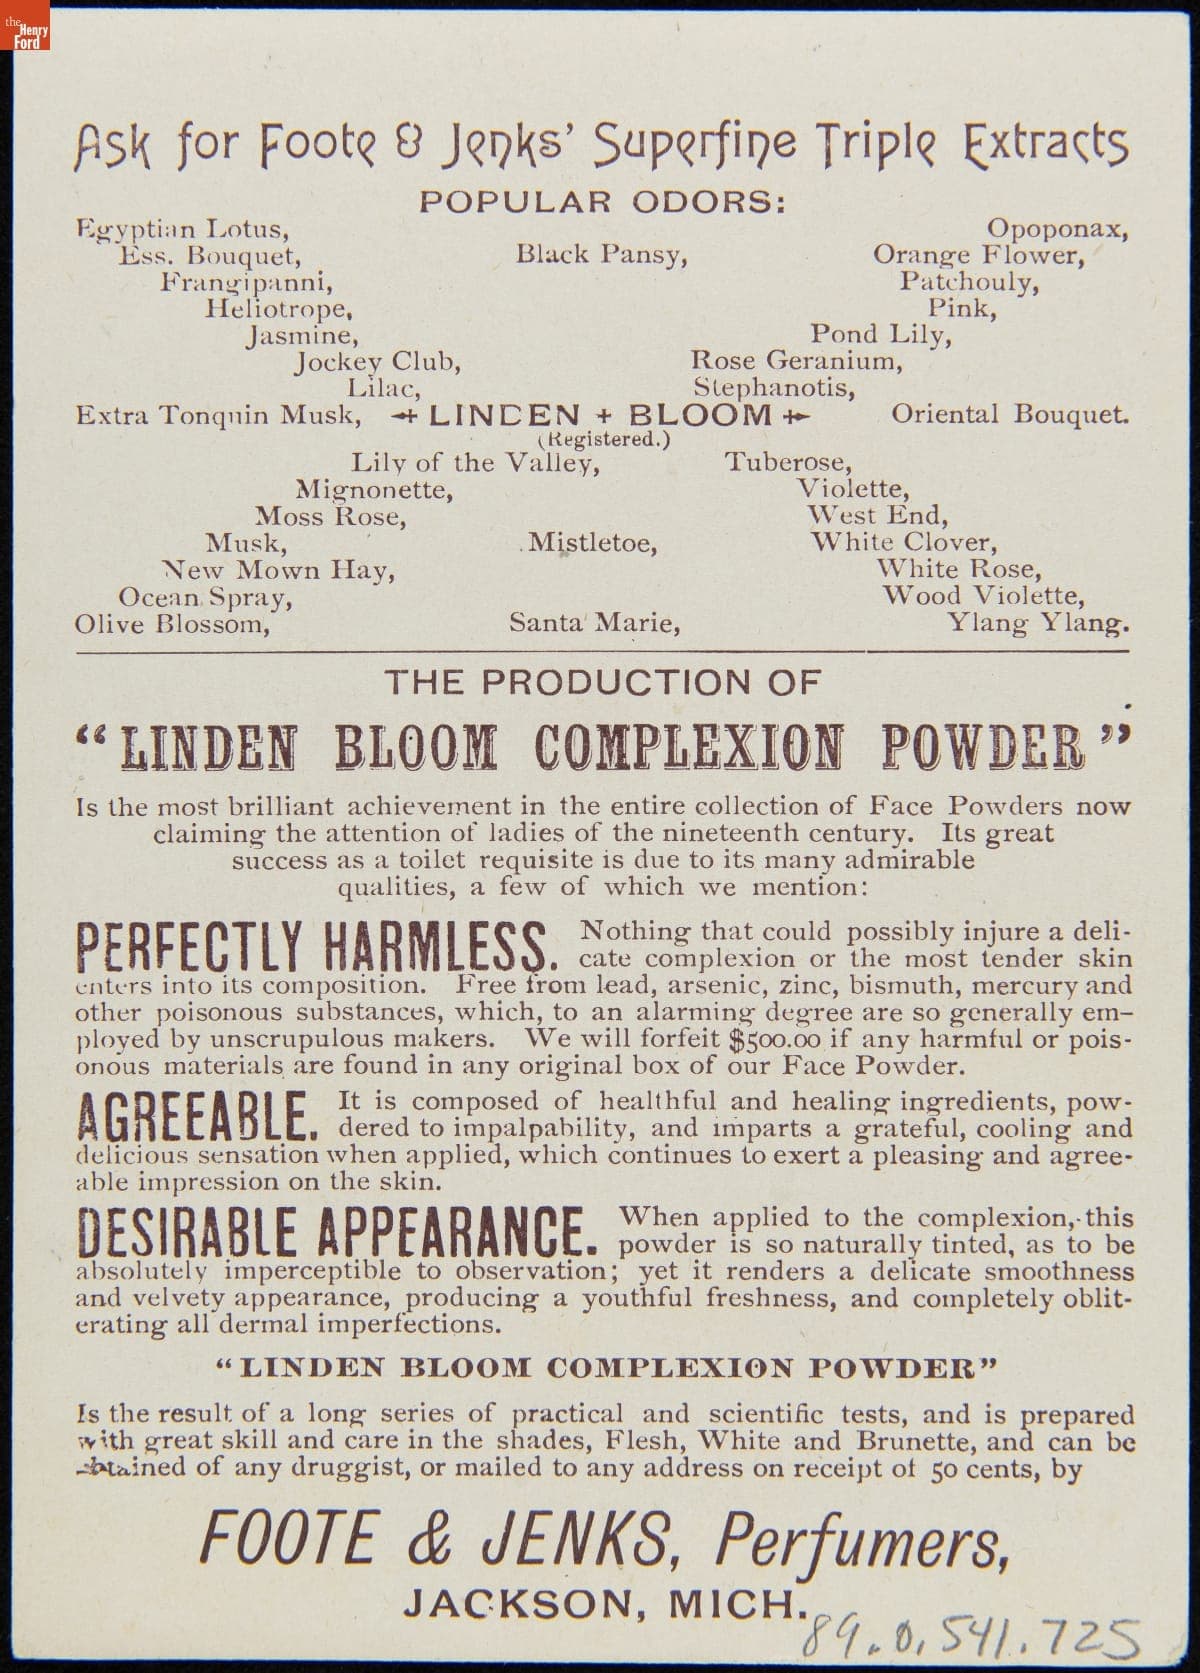 the
Henry
Ford
Ask for Foote & Jenks' Superfine Triple Extracts
POPULAR ODORS:
Egyptian Lotus, Opoponax,
Ess. Bouquet, Black Pansy, Orange Flower,
Frangipanni, Patchouly,
Heliotrope, Pink,
Jasmine, Pond Lily,
Jockey Club, Rose Geranium,
Lilac, Stephanotis,
Extra Tonquin Musk, LINDEN + BLOOM Oriental Bouquet.
(Registered.)
Lily of the Valley, Tuberose,
Mignonette, Violette,
Moss Rose, West End,
Musk, Mistletoe, White Clover,
New Mown Hay, White Rose,
Ocean Spray, Wood Violette,
Olive Blossom, Santa Marie, Ylang Ylang.
THE PRODUCTION OF
"LINDEN BLOOM COMPLEXION POWDER"
Is the most brilliant achievement in the entire collection of Face Powders now
claiming the attention of ladies of the nineteenth century. Its great
success as a toilet requisite is due to its many admirable
qualities, a few of which we mention:
PERFECTLY HARMLESS. Nothing that could possibly injure a deli-
cate complexion or the most tender skin
enters into its composition. Free from lead, arsenic, zinc, bismuth, mercury and
other poisonous substances, which, to an alarming degree are so generally em-
ployed by unscrupulous makers. We will forfeit $500.00 if any harmful or pois-
onous materials are found in any original box of our Face Powder.
AGREEABLE. It is composed of healthful and healing ingredients, pow-
dered to impalpability, and imparts a grateful, cooling and
delicious sensation when applied, which continues to exert a pleasing and agree-
able impression on the skin.
DESIRABLE APPEARANCE. When applied to the complexion, this
powder is so naturally tinted, as to be
absolutely imperceptible to observation; yet it renders a delicate smoothness
and velvety appearance, producing a youthful freshness, and completely oblit-
erating all dermal imperfections.
"LINDEN BLOOM COMPLEXION POWDER"
Is the result of a long series of practical and scientific tests, and is prepared
with great skill and care in the shades, Flesh, White and Brunette, and can be
obtained of any druggist, or mailed to any address on receipt of 50 cents, by
FOOTE & JENKS, Perfumers,
JACKSON, MICH.
89.0.541.725